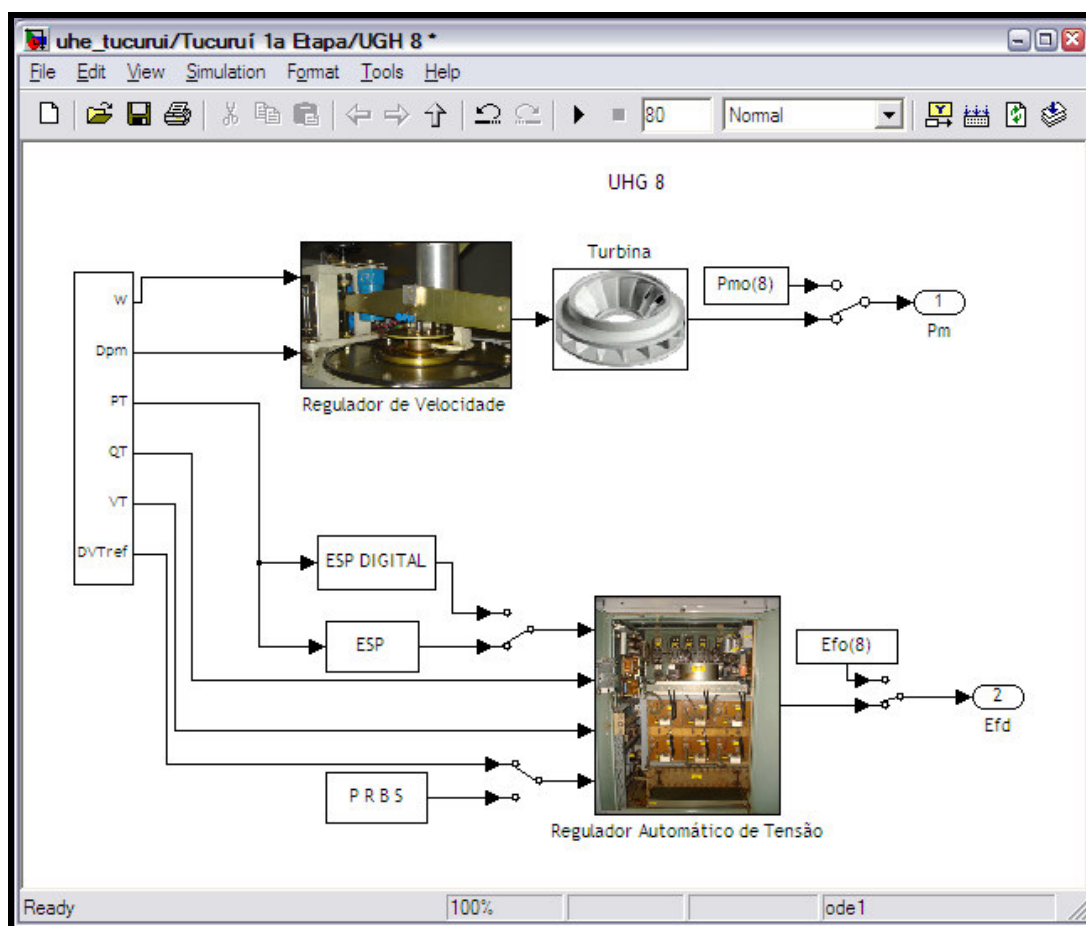 uhe_tucurui/Tucuruí 1a Etapa/UGH 8 *
File Edit View Simulation Format Tools Help
80 Normal
UHG 8
Turbina
Pmo(8)
1
Pm
Regulador de Velocidade
W
Dpm
PT
QT
VT
DVTref
ESP DIGITAL
ESP
P R B S
Efo(8)
2
Efd
Regulador Automático de Tensão
Ready 100% ode1